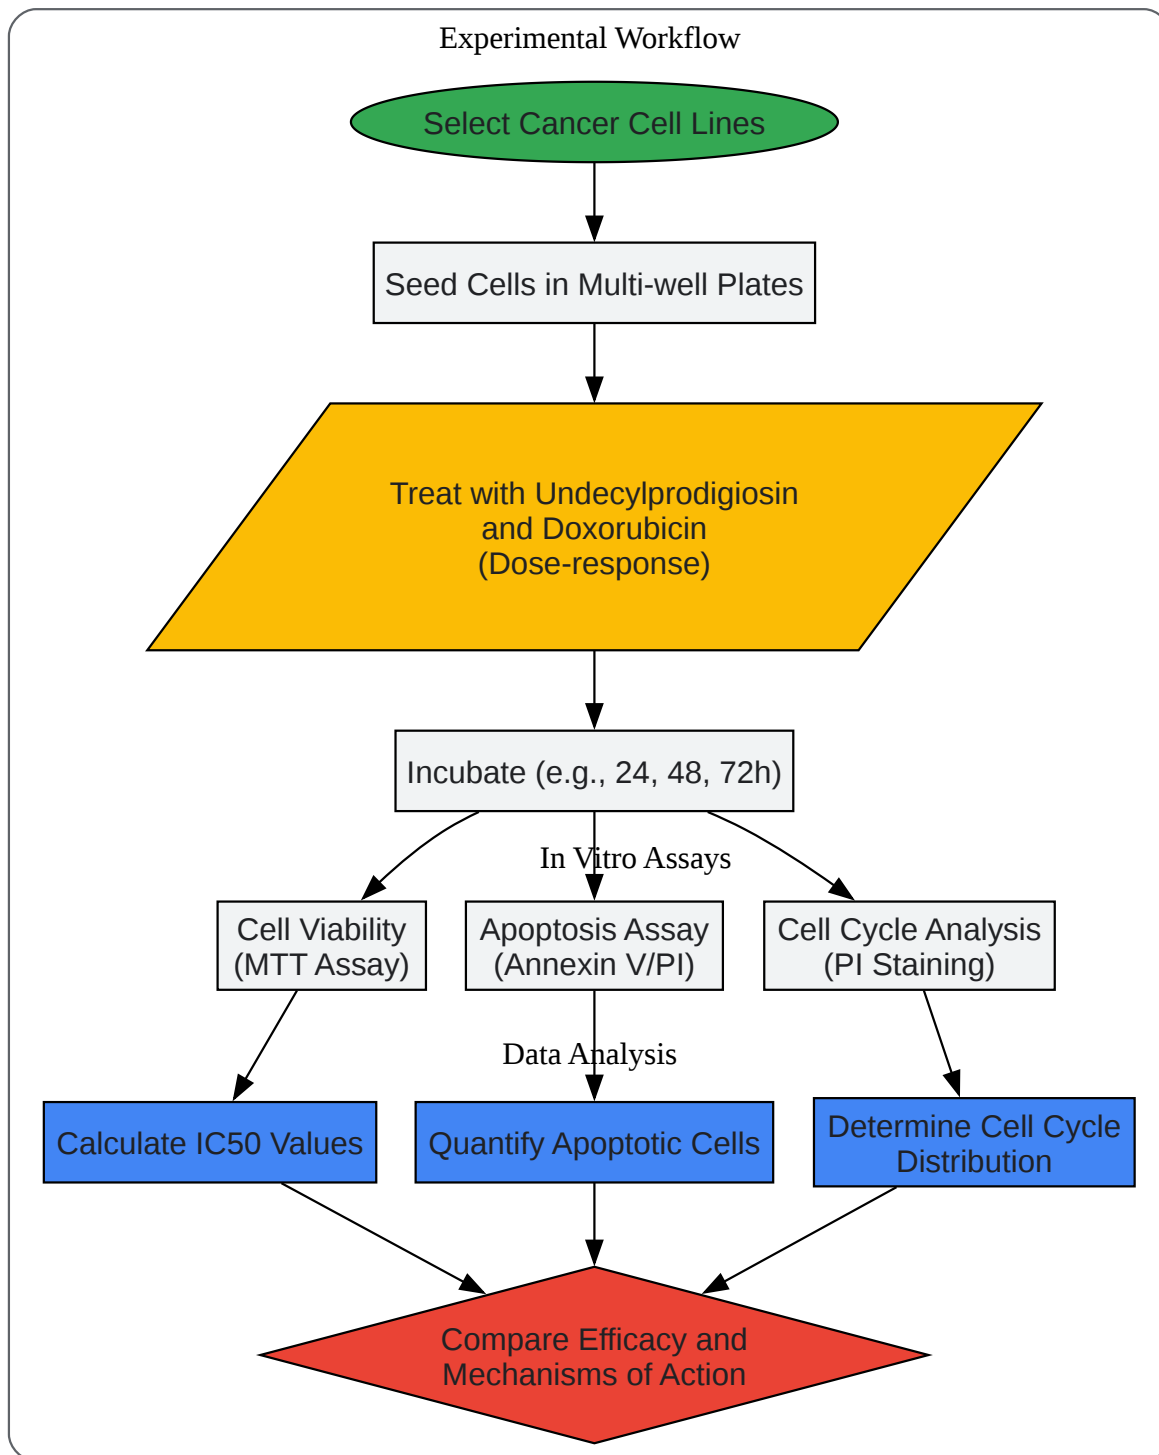 Experimental Workflow
Select Cancer Cell Lines
Seed Cells in Multi-well Plates
Treat with Undecylprodigiosin
and Doxorubicin
(Dose-response)
Incubate (e.g., 24, 48, 72h)
In Vitro Assays
Cell Viability
(MTT Assay)
Apoptosis Assay
(Annexin V/PI)
Cell Cycle Analysis
(PI Staining)
Data Analysis
Calculate IC50 Values
Quantify Apoptotic Cells
Determine Cell Cycle
Distribution
Compare Efficacy and
Mechanisms of Action